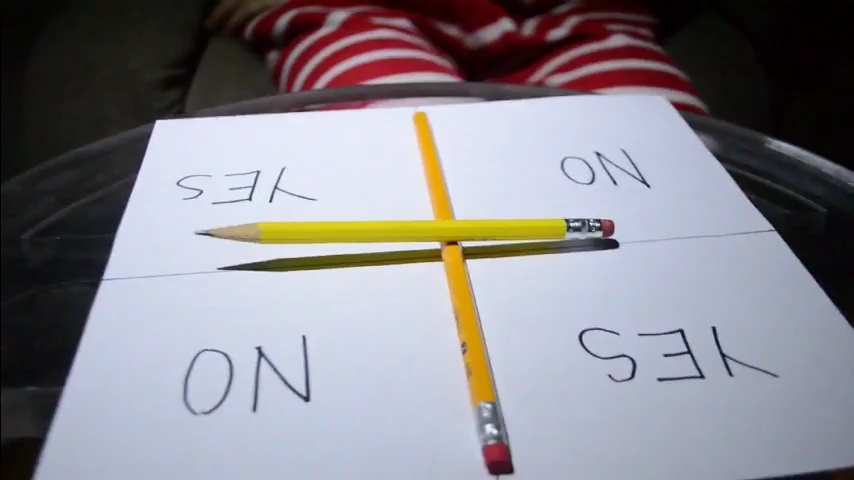 YES NO
NO YES